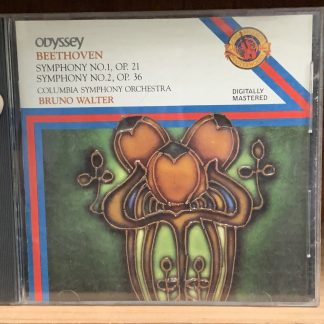 ODYSSEY
BEETHOVEN
SYMPHONY NO.1, OP. 21
SYMPHONY NO.2, OP. 36
COLUMBIA SYMPHONY ORCHESTRA
BRUNO WALTER
DIGITALLY
MASTERED